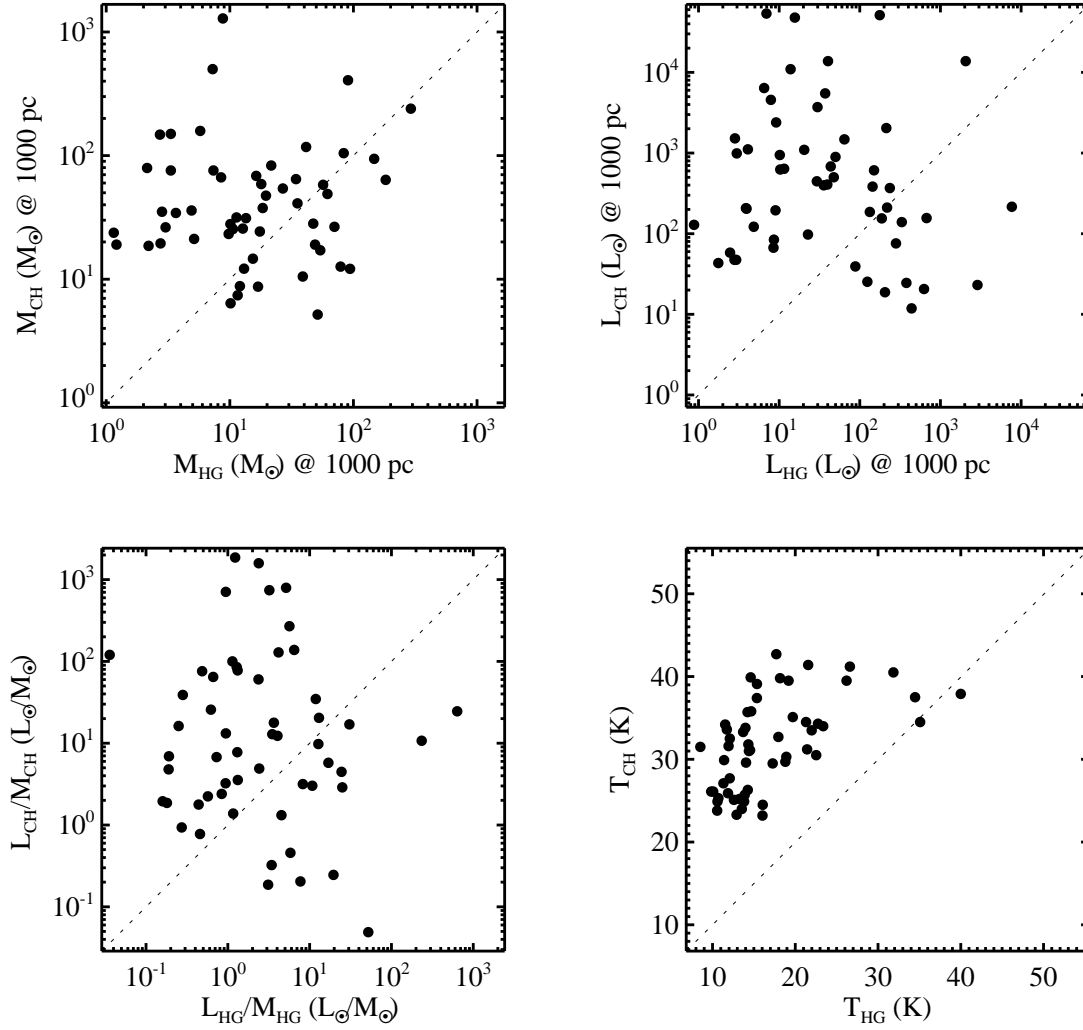 10³
10²
10¹
10⁰
M_CH (M_⊙) @ 1000 pc
10⁰ 10¹ 10² 10³
M_HG (M_⊙) @ 1000 pc
10⁴
10³
10²
10¹
10⁰
L_CH (L_⊙) @ 1000 pc
10⁰ 10¹ 10² 10³ 10⁴
L_HG (L_⊙) @ 1000 pc
10³
10²
10¹
10⁰
10⁻¹
L_CH/M_CH (L_⊙/M_⊙)
10⁻¹ 10⁰ 10¹ 10² 10³
L_HG/M_HG (L_⊙/M_⊙)
50
40
30
20
10
T_CH (K)
10 20 30 40 50
T_HG (K)